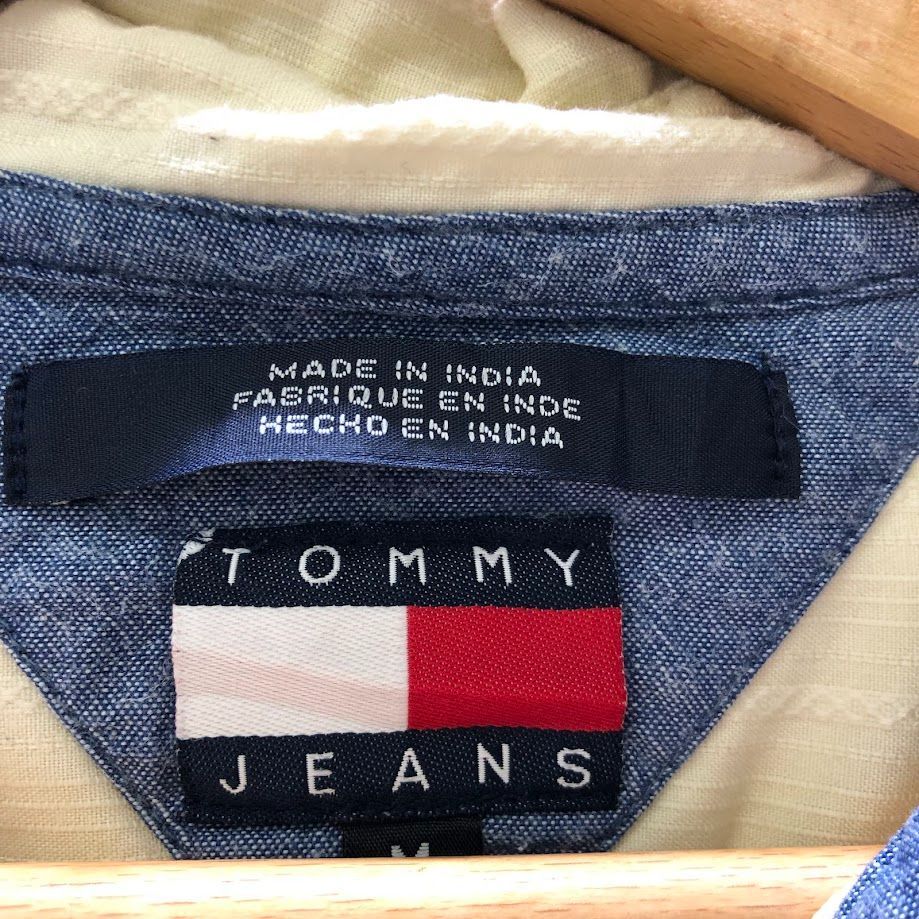 MADE IN INDIA
FABRIQUE EN INDE
HECHO EN INDIA
TOMMY
JEANS
M